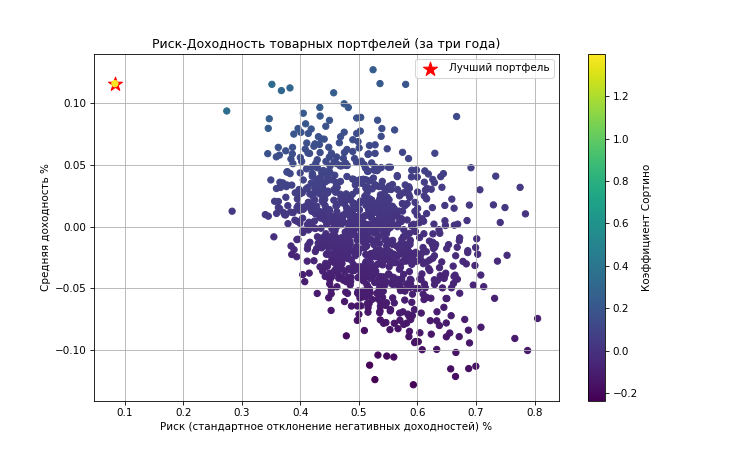 Риск-Доходность товарных портфелей (за три года)
Лучший портфель
Средняя доходность %
0.10
0.05
0.00
−0.05
−0.10
0.1 0.2 0.3 0.4 0.5 0.6 0.7 0.8
Риск (стандартное отклонение негативных доходностей) %
1.2
1.0
0.8
0.6
0.4
0.2
0.0
−0.2
Коэффициент Сортино